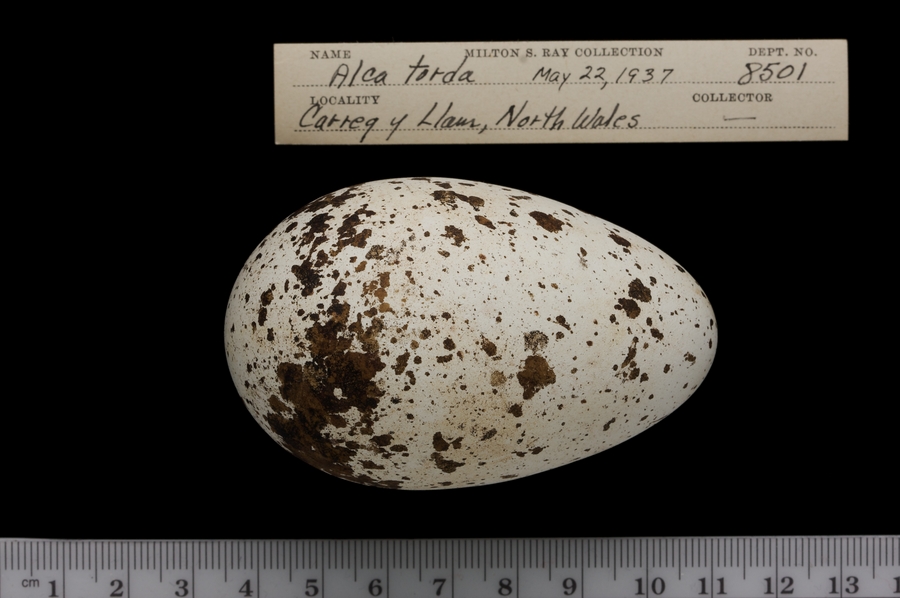 NAME MILTON S. RAY COLLECTION DEPT. NO.
Alca torda May 22, 1937 8501
LOCALITY COLLECTOR
Carreg y Llam, North Wales —
cm 1 2 3 4 5 6 7 8 9 10 11 12 13 1